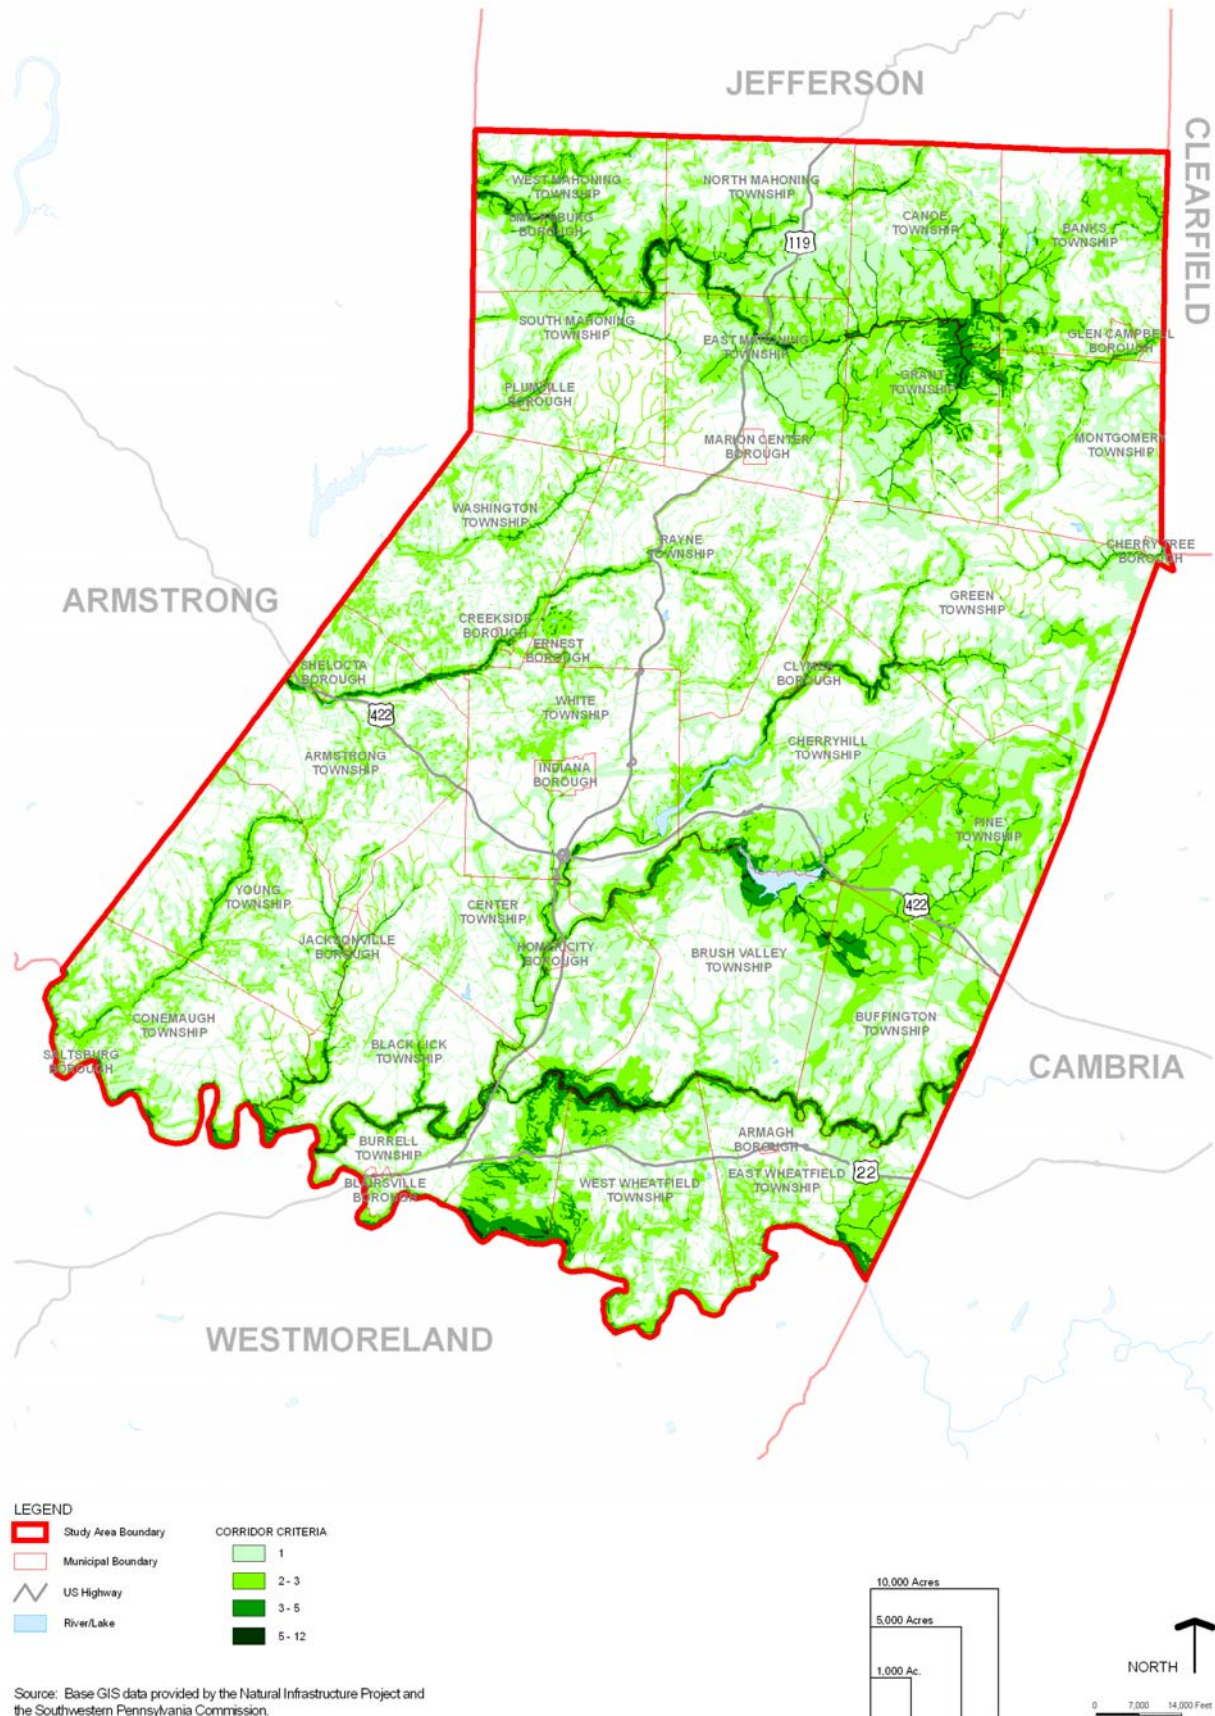 JEFFERSON
CLEARFIELD
WEST MAHONING
TOWNSHIP
NORTH MAHONING
TOWNSHIP
SMICKSBURG
BOROUGH
CANOE
TOWNSHIP
BANKS
TOWNSHIP
119
SOUTH MAHONING
TOWNSHIP
EAST MAHONING
TOWNSHIP
GLEN CAMPBELL
BOROUGH
GRANT
TOWNSHIP
PLUMVILLE
BOROUGH
MARION CENTER
BOROUGH
MONTGOMERY
TOWNSHIP
WASHINGTON
TOWNSHIP
RAYNE
TOWNSHIP
CHERRY TREE
BOROUGH
ARMSTRONG
GREEN
TOWNSHIP
CREEKSIDE
BOROUGH
ERNEST
BOROUGH
SHELOCTA
BOROUGH
CLYMER
BOROUGH
422
WHITE
TOWNSHIP
CHERRYHILL
TOWNSHIP
ARMSTRONG
TOWNSHIP
INDIANA
BOROUGH
PINE
TOWNSHIP
YOUNG
TOWNSHIP
CENTER
TOWNSHIP
422
JACKSONVILLE
BOROUGH
HOMER CITY
BOROUGH
BRUSH VALLEY
TOWNSHIP
CONEMAUGH
TOWNSHIP
BUFFINGTON
TOWNSHIP
SALTSBURG
BOROUGH
BLACK LICK
TOWNSHIP
CAMBRIA
BURRELL
TOWNSHIP
ARMAGH
BOROUGH
BLAIRSVILLE
BOROUGH
WEST WHEATFIELD
TOWNSHIP
EAST WHEATFIELD
TOWNSHIP
22
WESTMORELAND
LEGEND
Study Area Boundary
Municipal Boundary
US Highway
River/Lake
CORRIDOR CRITERIA
1
2 - 3
3 - 5
5 - 12
10,000 Acres
5,000 Acres
1,000 Ac.
NORTH
0 7,000 14,000 Feet
Source: Base GIS data provided by the Natural Infrastructure Project and
the Southwestern Pennsylvania Commission.